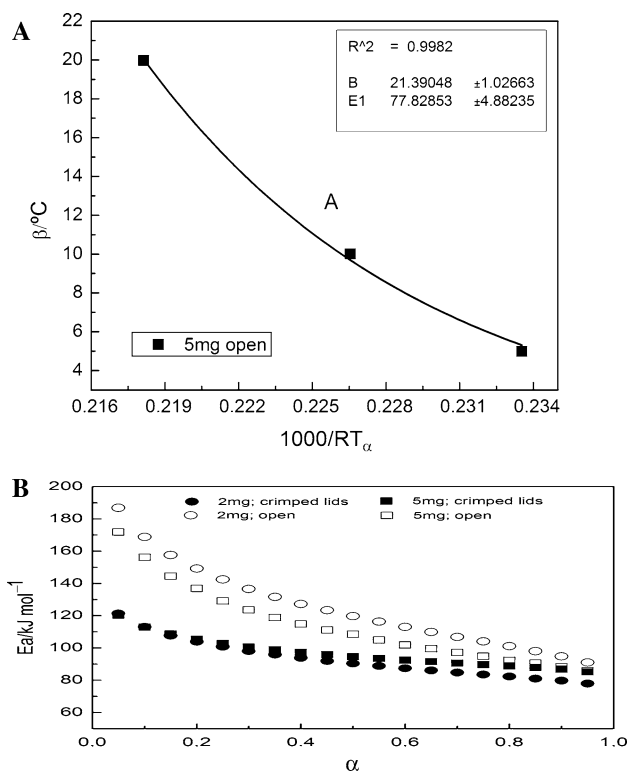 A
R^2 = 0.9982
B 21.39048 ±1.02663
E1 77.82853 ±4.88235
22
20
18
16
14
12
10
8
6
4
β/ºC
A
5mg open
0.216 0.219 0.222 0.225 0.228 0.231 0.234
1000/RTα
B
200
180
160
140
120
100
80
60
Ea/kJ mol⁻¹
2mg; crimped lids 5mg; crimped lids
2mg; open 5mg; open
0.0 0.2 0.4 0.6 0.8 1.0
α